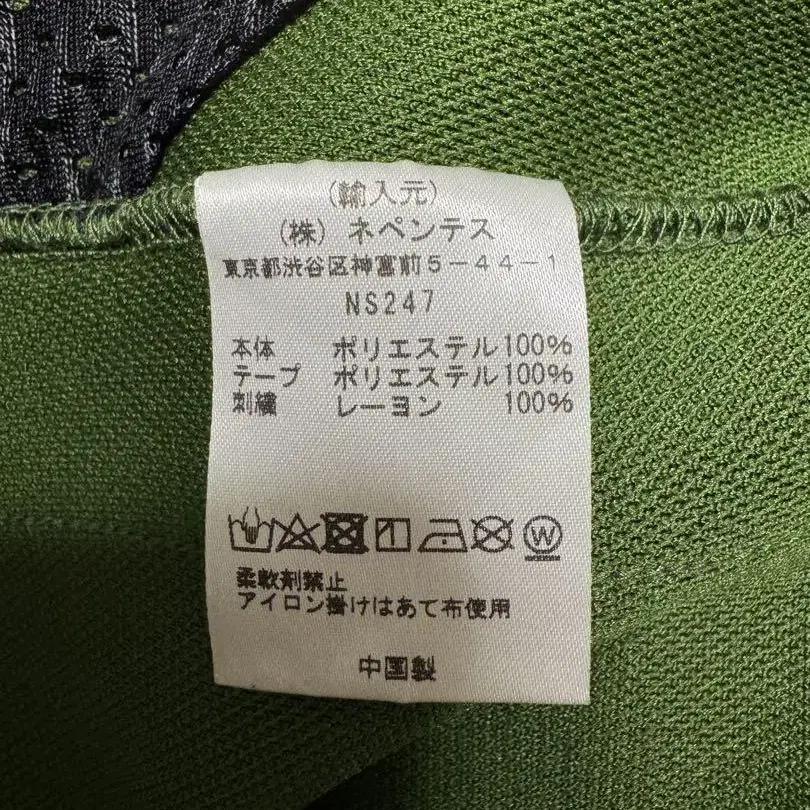 (輸入元)
(株) ネペンテス
東京都渋谷区神宮前5-44-1
NS247
本体 ポリエステル100%
テープ ポリエステル100%
刺繍 レーヨン 100%
W
柔軟剤禁止
アイロン掛けはあて布使用
中国製